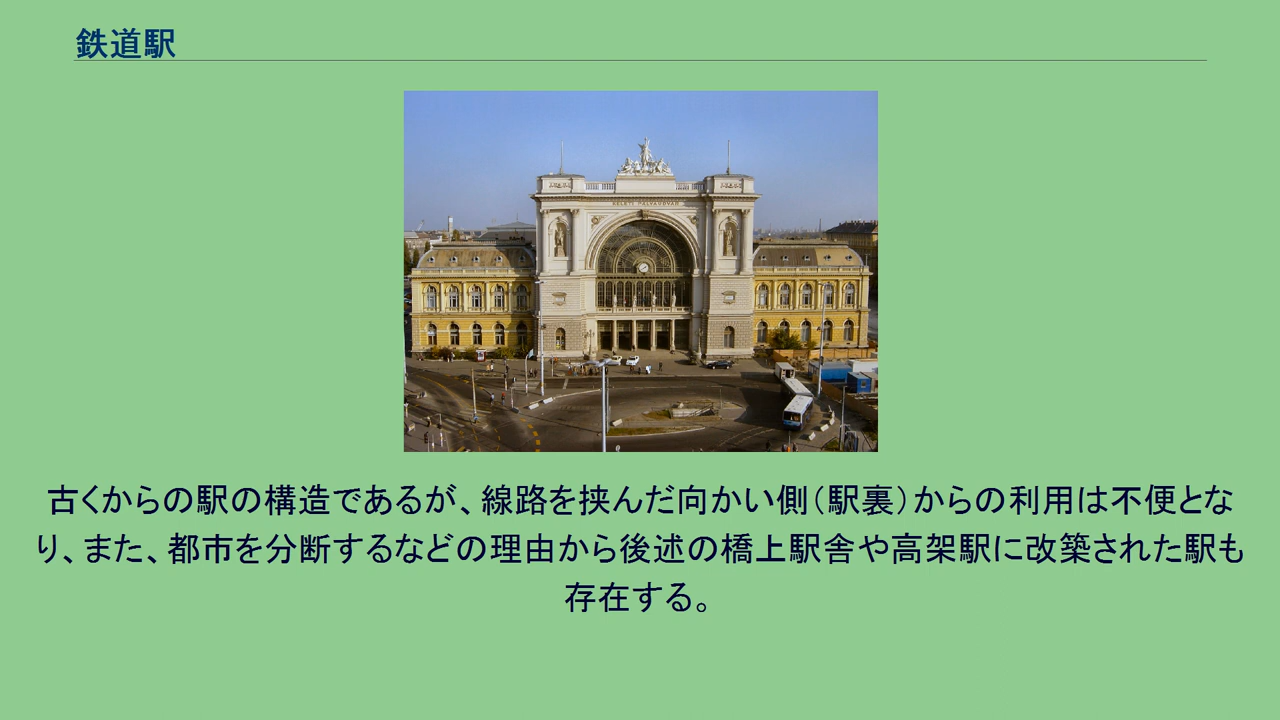 鉄道駅
KELETI PÁLYAUDVAR
古くからの駅の構造であるが、線路を挟んだ向かい側（駅裏）からの利用は不便とな
り、また、都市を分断するなどの理由から後述の橋上駅舎や高架駅に改築された駅も
存在する。